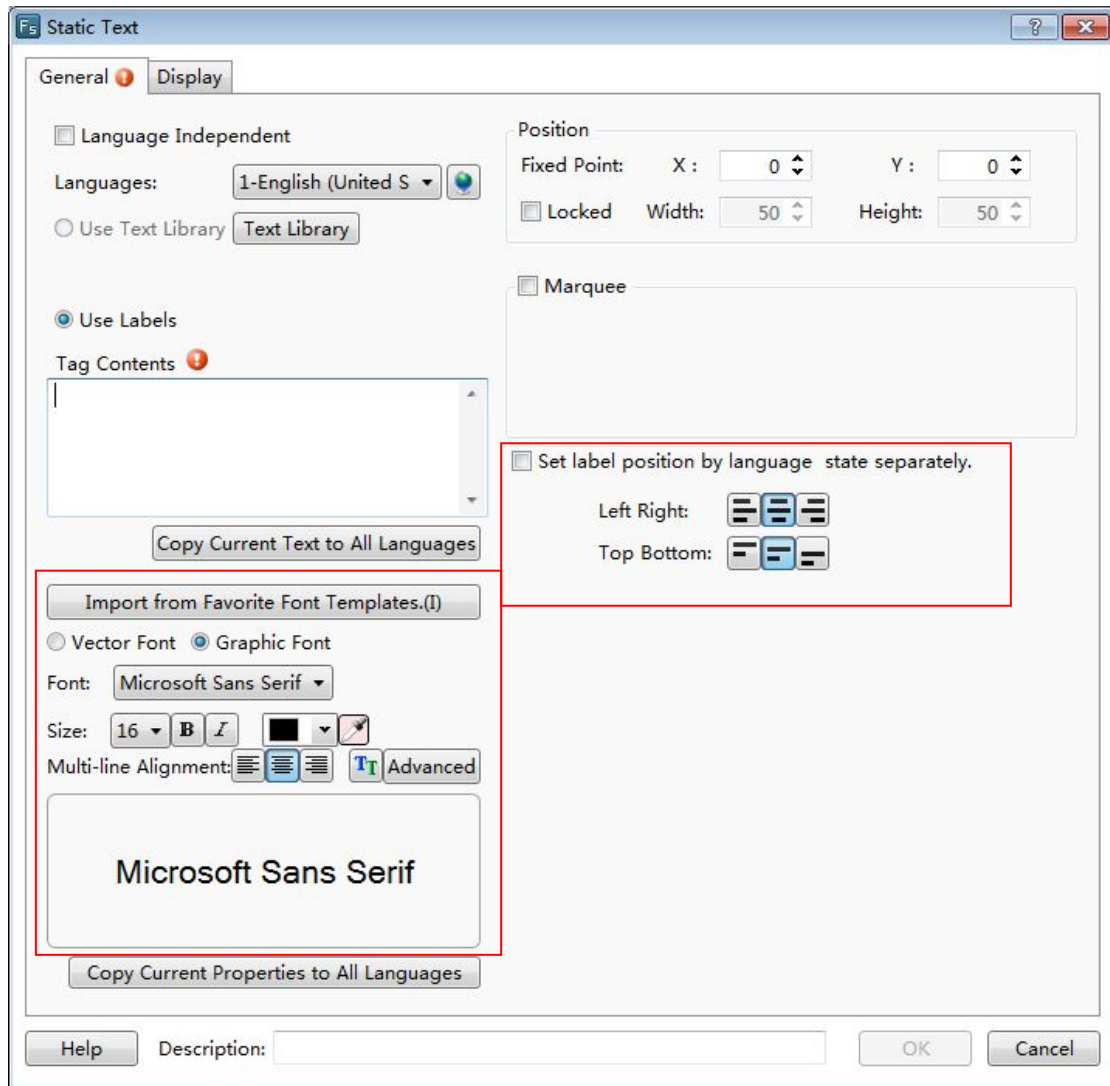 Fs Static Text
General Display
Language Independent
Languages: 1-English (United S
Use Text Library Text Library
Use Labels
Tag Contents
Copy Current Text to All Languages
Import from Favorite Font Templates.(I)
Vector Font Graphic Font
Font: Microsoft Sans Serif
Size: 16 B I
Multi-line Alignment: TT Advanced
Microsoft Sans Serif
Copy Current Properties to All Languages
Position
Fixed Point: X : 0 Y : 0
Locked Width: 50 Height: 50
Marquee
Set label position by language state separately.
Left Right:
Top Bottom:
Help Description: OK Cancel